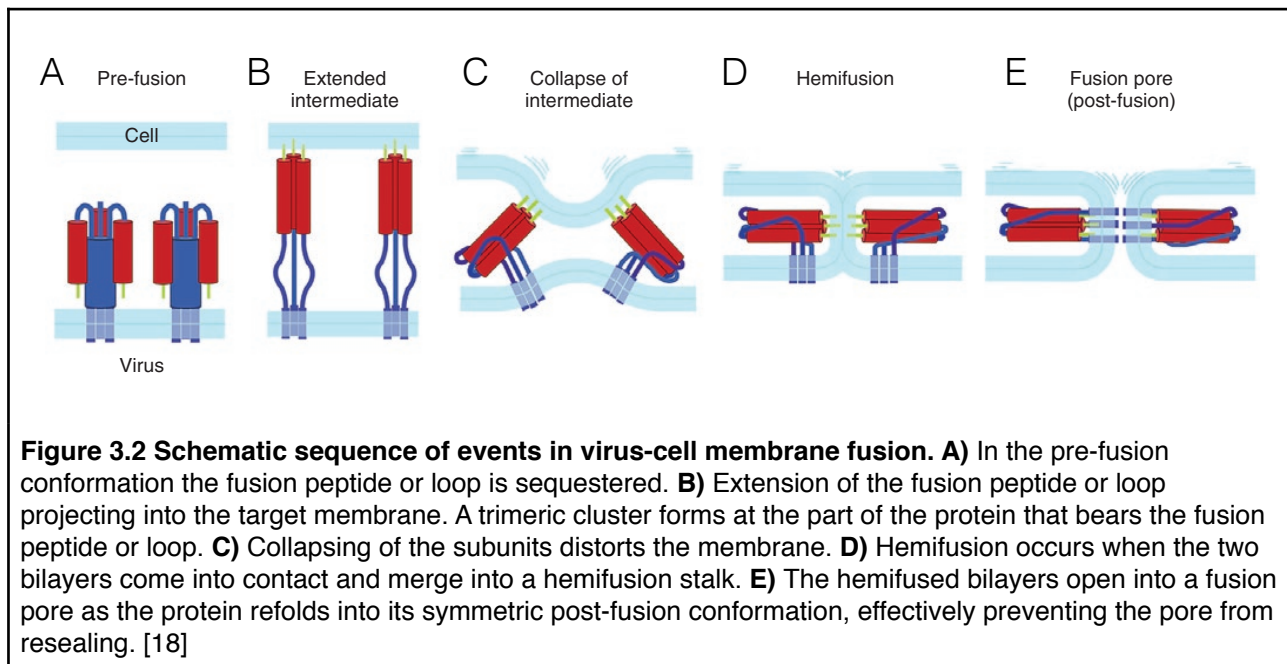 A
Pre-fusion
Cell
Virus
B
Extended
intermediate
C
Collapse of
intermediate
D
Hemifusion
E
Fusion pore
(post-fusion)
Figure 3.2 Schematic sequence of events in virus-cell membrane fusion. A) In the pre-fusion
conformation the fusion peptide or loop is sequestered. B) Extension of the fusion peptide or loop
projecting into the target membrane. A trimeric cluster forms at the part of the protein that bears the fusion
peptide or loop. C) Collapsing of the subunits distorts the membrane. D) Hemifusion occurs when the two
bilayers come into contact and merge into a hemifusion stalk. E) The hemifused bilayers open into a fusion
pore as the protein refolds into its symmetric post-fusion conformation, effectively preventing the pore from
resealing. [18]